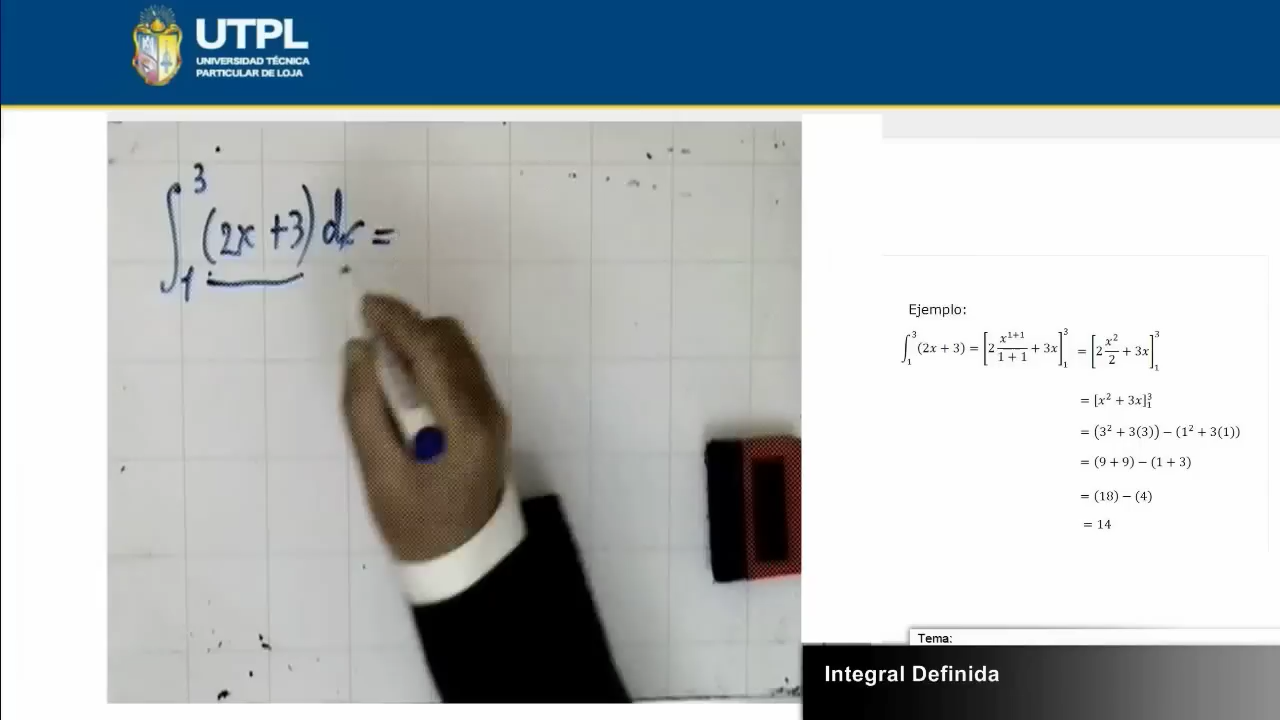 UTPL
UNIVERSIDAD TÉCNICA
PARTICULAR DE LOJA
∫₁³ (2x +3) dx =
Ejemplo:
∫₁³(2x + 3) = [2 x¹⁺¹/1 + 1 + 3x]₁³ = [2 x²/2 + 3x]₁³
= [x² + 3x]₁³
= (3² + 3(3)) − (1² + 3(1))
= (9 + 9) − (1 + 3)
= (18) − (4)
= 14
Tema:
Integral Definida